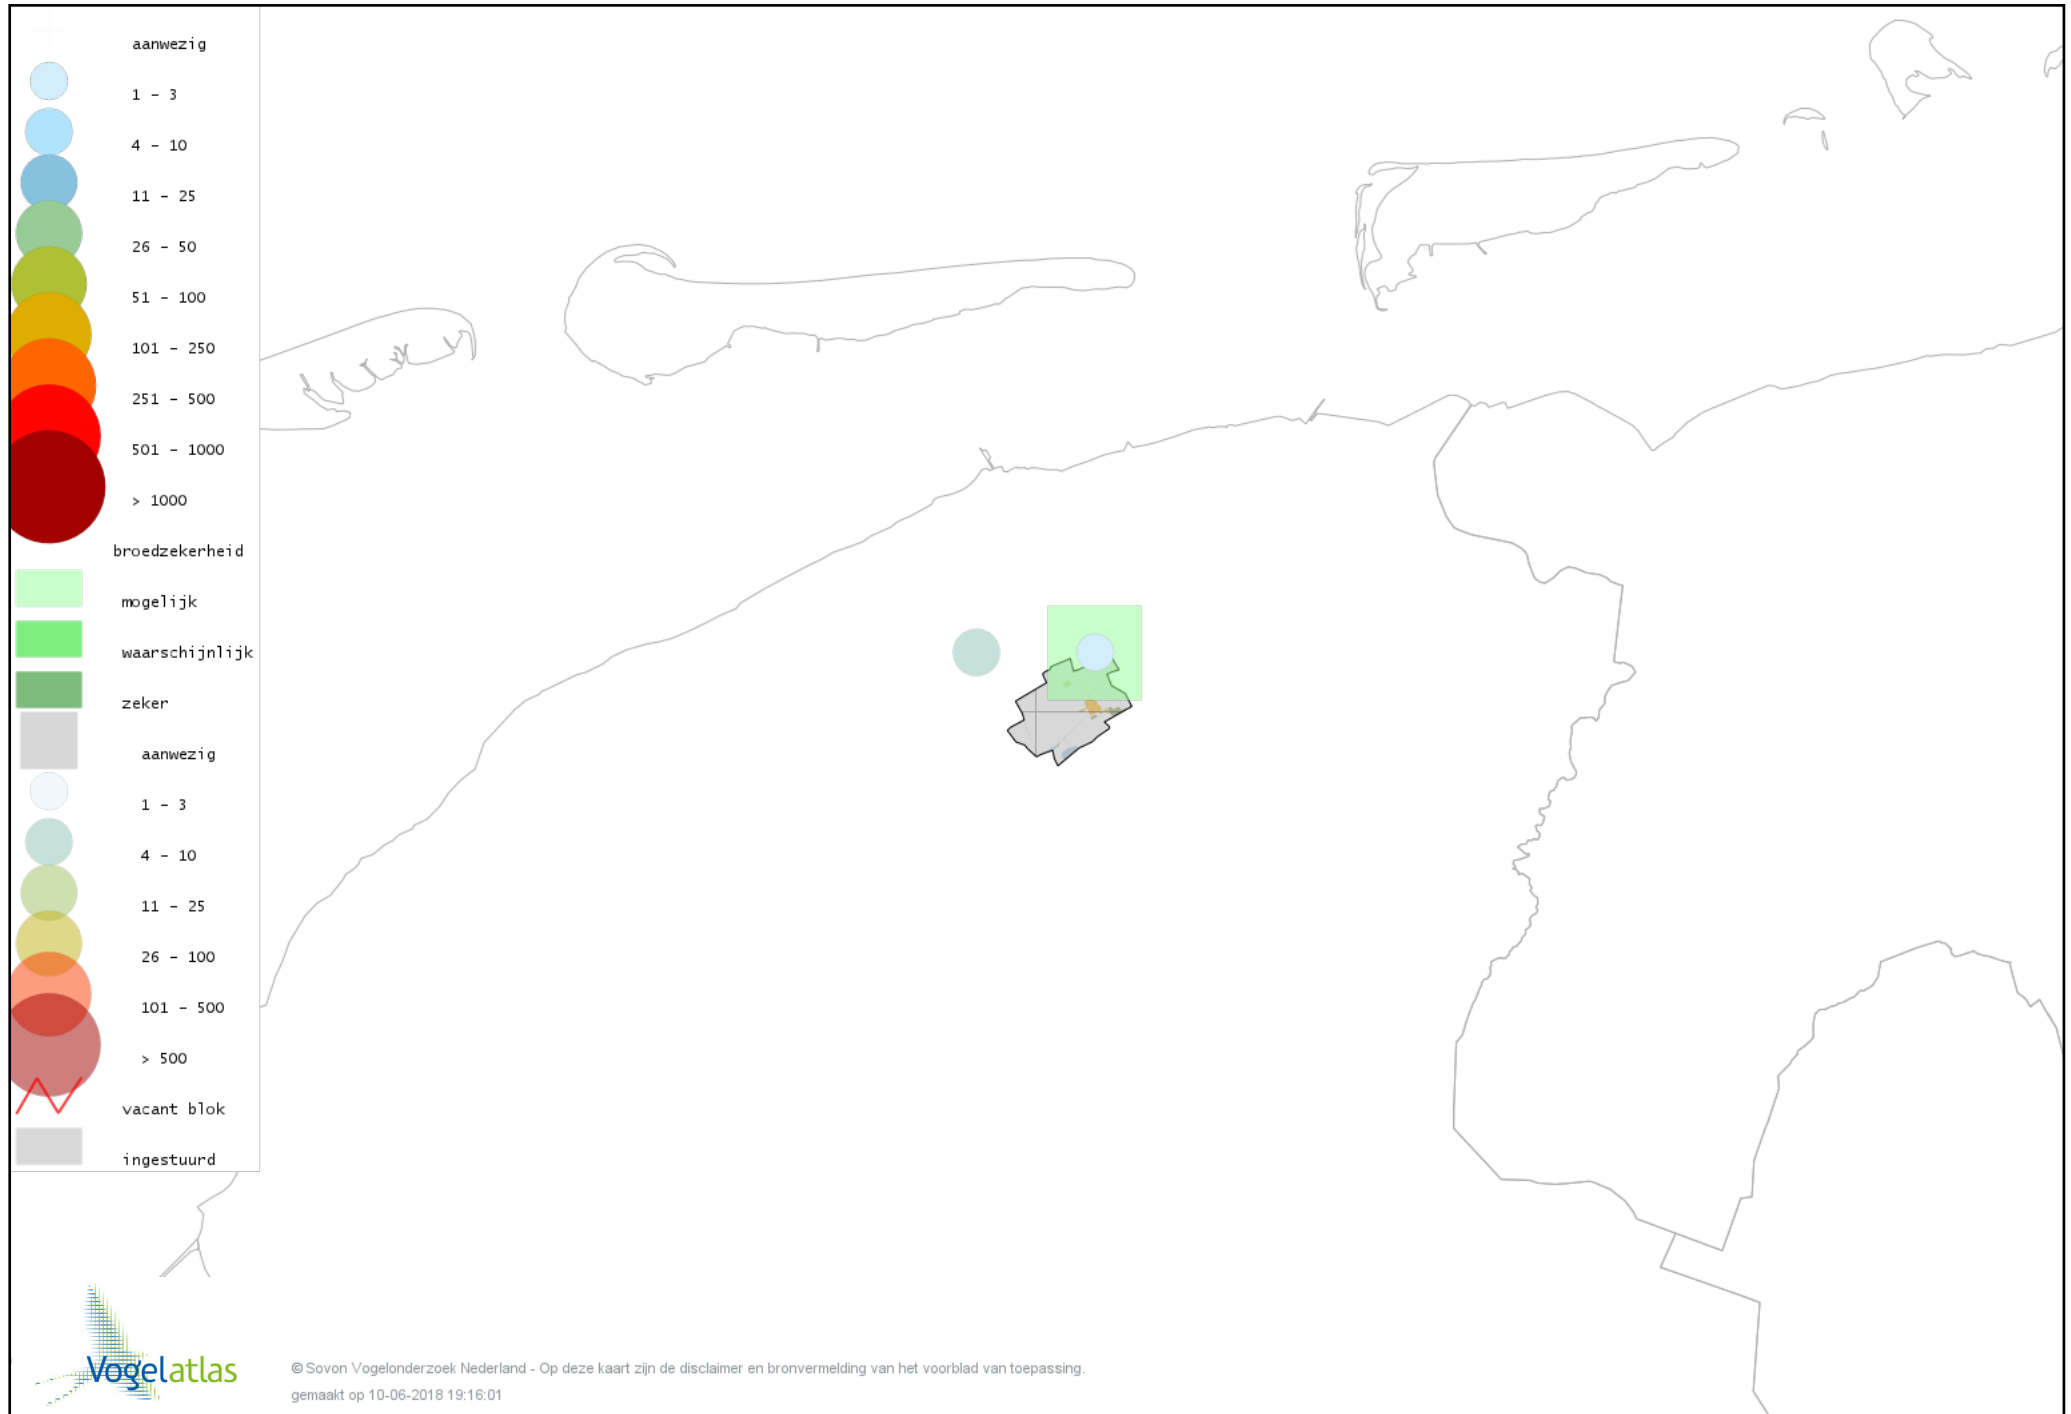 aanwezig
1 - 3
4 - 10
11 - 25
26 - 50
51 - 100
101 - 250
251 - 500
501 - 1000
> 1000
broedzekerheid
mogelijk
waarschijnlijk
zeker
aanwezig
1 - 3
4 - 10
11 - 25
26 - 100
101 - 500
> 500
vacant blok
ingestuurd
Vogelatlas
© Sovon Vogelonderzoek Nederland - Op deze kaart zijn de disclaimer en bronvermelding van het voorblad van toepassing.
gemaakt op 10-06-2018 19:16:01